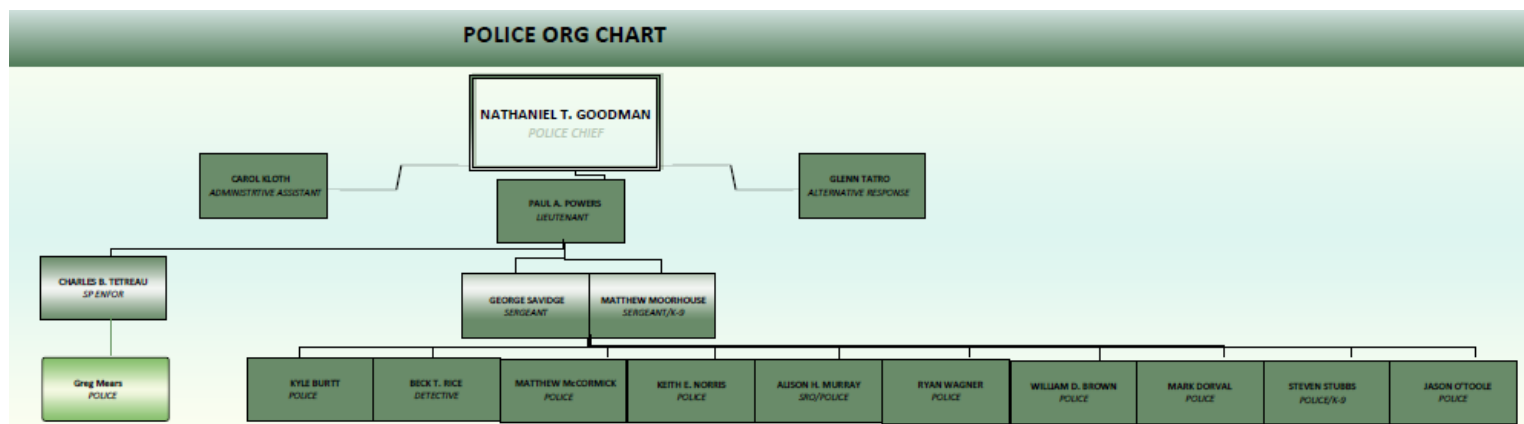 POLICE ORG CHART
NATHANIEL T. GOODMAN
POLICE CHIEF
CAROL KLOTH
ADMINISTRTIVE ASSISTANT
GLENN TATRO
ALTERNATIVE RESPONSE
PAUL A. POWERS
LIEUTENANT
CHARLES B. TETREAU
SP ENFOR
GEORGE SAVIDGE
SERGEANT
MATTHEW MOORHOUSE
SERGEANT/K-9
Greg Mears
POLICE
KYLE BURTT
POLICE
BECK T. RICE
DETECTIVE
MATTHEW McCORMICK
POLICE
KEITH E. NORRIS
POLICE
ALISON H. MURRAY
SRO/POLICE
RYAN WAGNER
POLICE
WILLIAM D. BROWN
POLICE
MARK DORVAL
POLICE
STEVEN STUBBS
POLICE/K-9
JASON O'TOOLE
POLICE